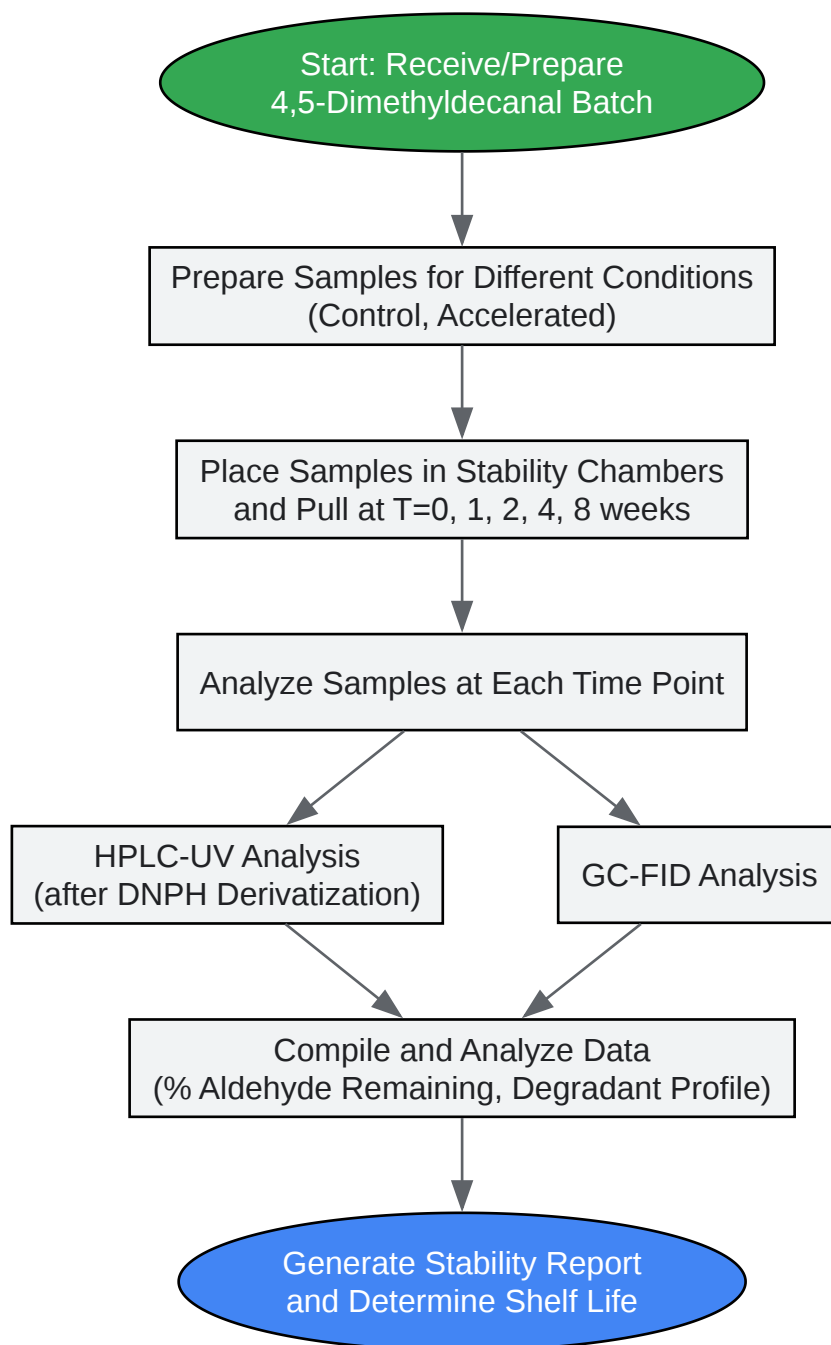 Start: Receive/Prepare
4,5-Dimethyldecanal Batch
Prepare Samples for Different Conditions
(Control, Accelerated)
Place Samples in Stability Chambers
and Pull at T=0, 1, 2, 4, 8 weeks
Analyze Samples at Each Time Point
HPLC-UV Analysis
(after DNPH Derivatization)
GC-FID Analysis
Compile and Analyze Data
(% Aldehyde Remaining, Degradant Profile)
Generate Stability Report
and Determine Shelf Life